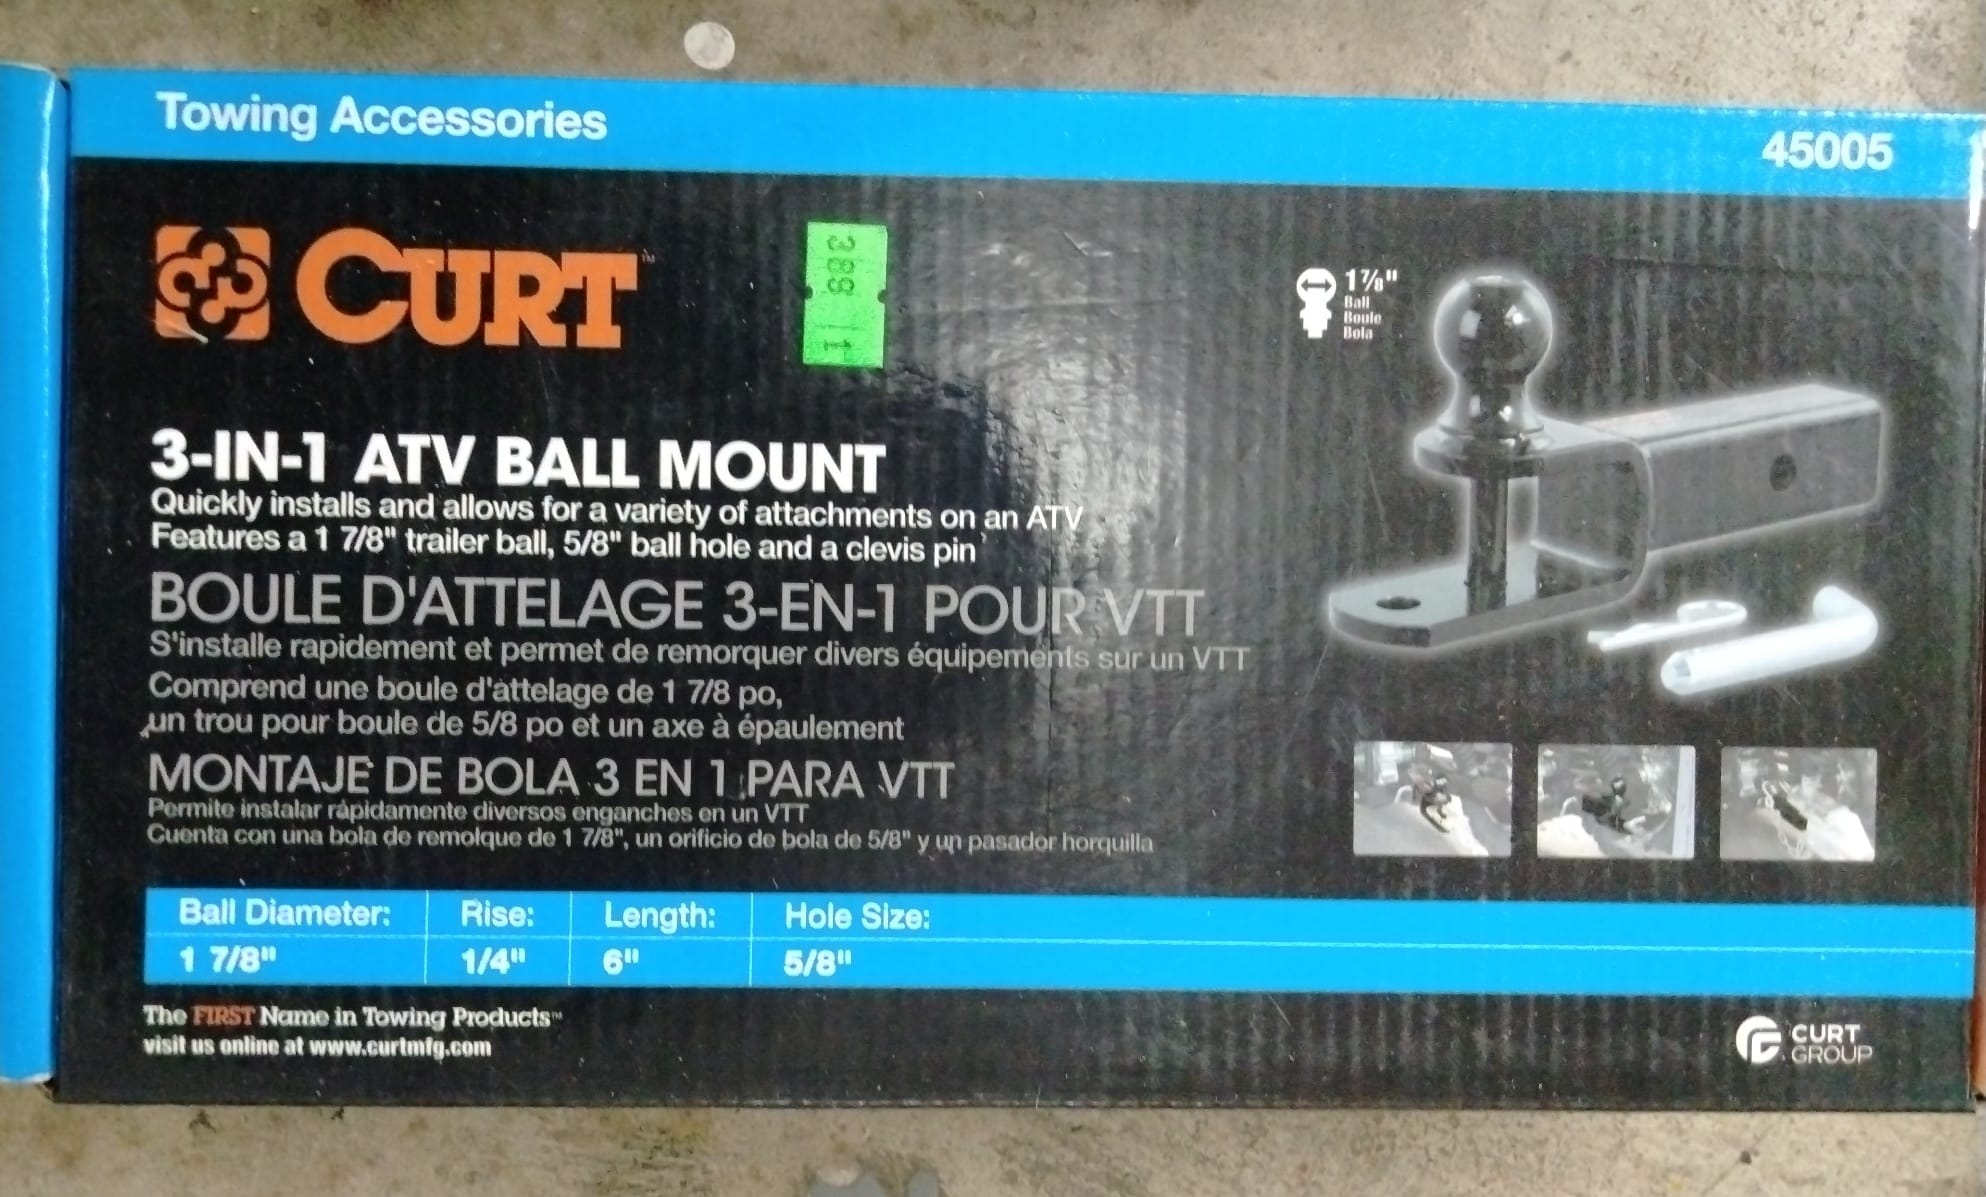 Towing Accessories
45005
CURT™
389 11
1 7/8"
Ball
Boule
Bola
3-IN-1 ATV BALL MOUNT
Quickly installs and allows for a variety of attachments on an ATV
Features a 1 7/8" trailer ball, 5/8" ball hole and a clevis pin
BOULE D'ATTELAGE 3-EN-1 POUR VTT
S'installe rapidement et permet de remorquer divers équipements sur un VTT
Comprend une boule d'attelage de 1 7/8 po,
un trou pour boule de 5/8 po et un axe à épaulement
MONTAJE DE BOLA 3 EN 1 PARA VTT
Permite instalar rápidamente diversos enganches en un VTT
Cuenta con una bola de remolque de 1 7/8", un orificio de bola de 5/8" y un pasador horquilla
Ball Diameter: Rise: Length: Hole Size:
1 7/8" 1/4" 6" 5/8"
The FIRST Name in Towing Products™
visit us online at www.curtmfg.com
CURT
GROUP